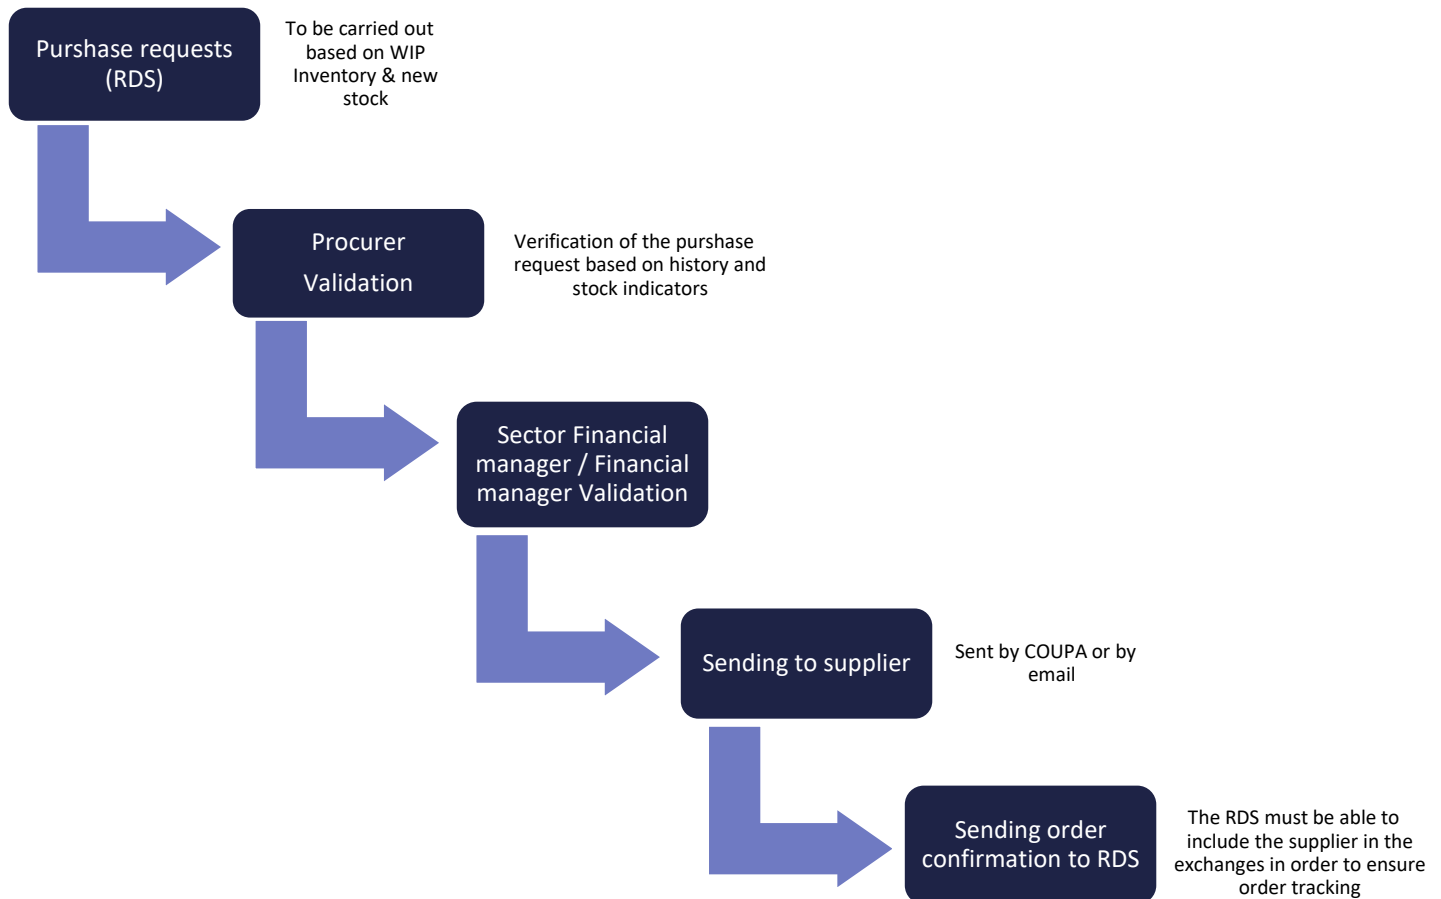 Purshase requests
(RDS)
To be carried out
based on WIP
Inventory & new
stock
Procurer
Validation
Verification of the purshase
request based on history and
stock indicators
Sector Financial
manager / Financial
manager Validation
Sending to supplier
Sent by COUPA or by
email
Sending order
confirmation to RDS
The RDS must be able to
include the supplier in the
exchanges in order to ensure
order tracking